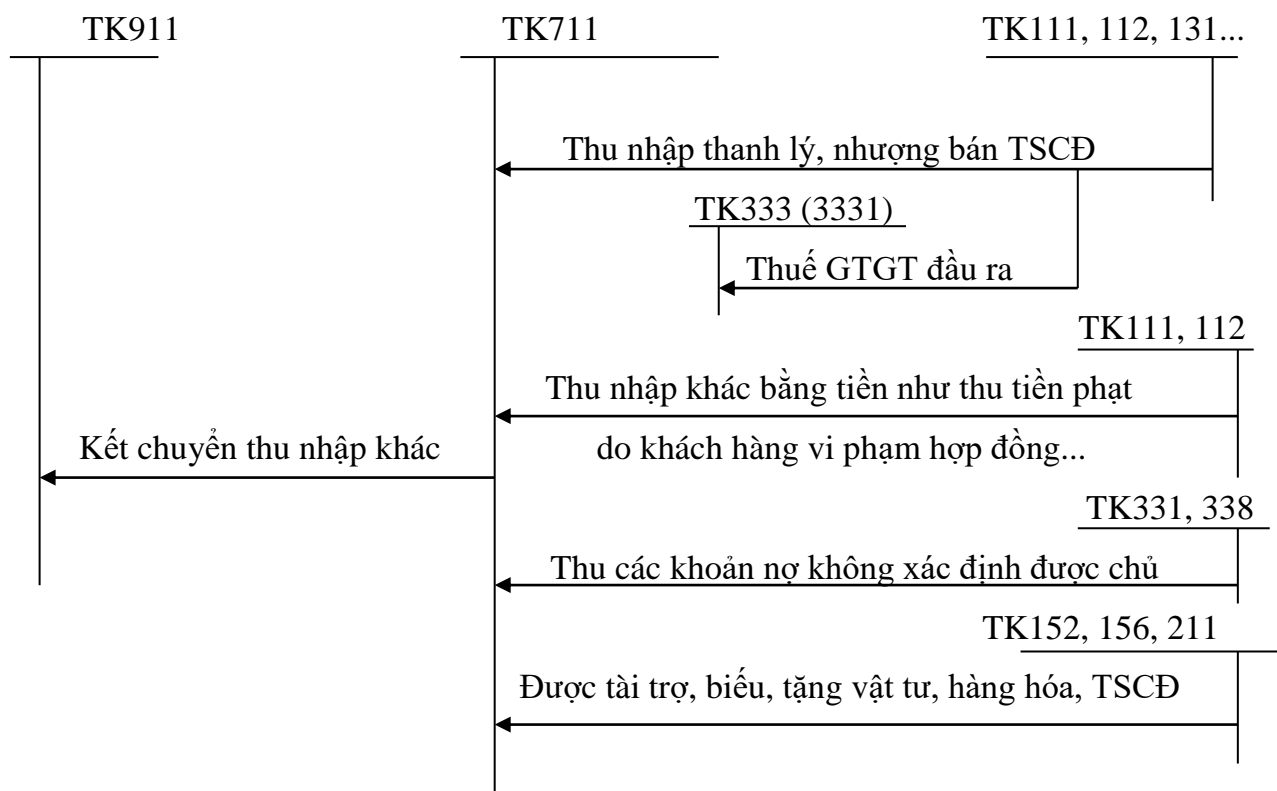 TK911 TK711 TK111, 112, 131...
Thu nhập thanh lý, nhượng bán TSCĐ
TK333 (3331)
Thuế GTGT đầu ra
TK111, 112
Thu nhập khác bằng tiền như thu tiền phạt
Kết chuyển thu nhập khác do khách hàng vi phạm hợp đồng...
TK331, 338
Thu các khoản nợ không xác định được chủ
TK152, 156, 211
Được tài trợ, biếu, tặng vật tư, hàng hóa, TSCĐ